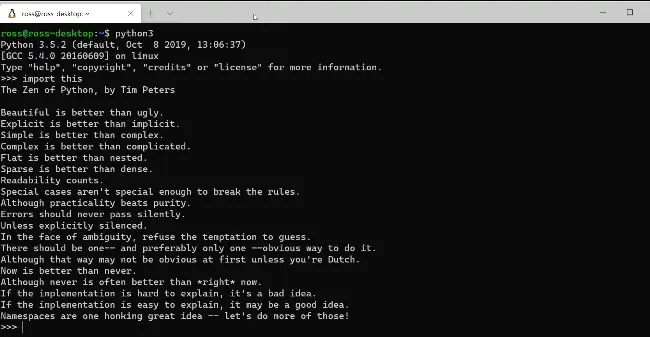 ross@ross-desktop: ~
ross@ross-desktop:~$ python3
Python 3.5.2 (default, Oct  8 2019, 13:06:37)
[GCC 5.4.0 20160609] on linux
Type "help", "copyright", "credits" or "license" for more information.
>>> import this
The Zen of Python, by Tim Peters

Beautiful is better than ugly.
Explicit is better than implicit.
Simple is better than complex.
Complex is better than complicated.
Flat is better than nested.
Sparse is better than dense.
Readability counts.
Special cases aren't special enough to break the rules.
Although practicality beats purity.
Errors should never pass silently.
Unless explicitly silenced.
In the face of ambiguity, refuse the temptation to guess.
There should be one-- and preferably only one --obvious way to do it.
Although that way may not be obvious at first unless you're Dutch.
Now is better than never.
Although never is often better than *right* now.
If the implementation is hard to explain, it's a bad idea.
If the implementation is easy to explain, it may be a good idea.
Namespaces are one honking great idea -- let's do more of those!
>>>